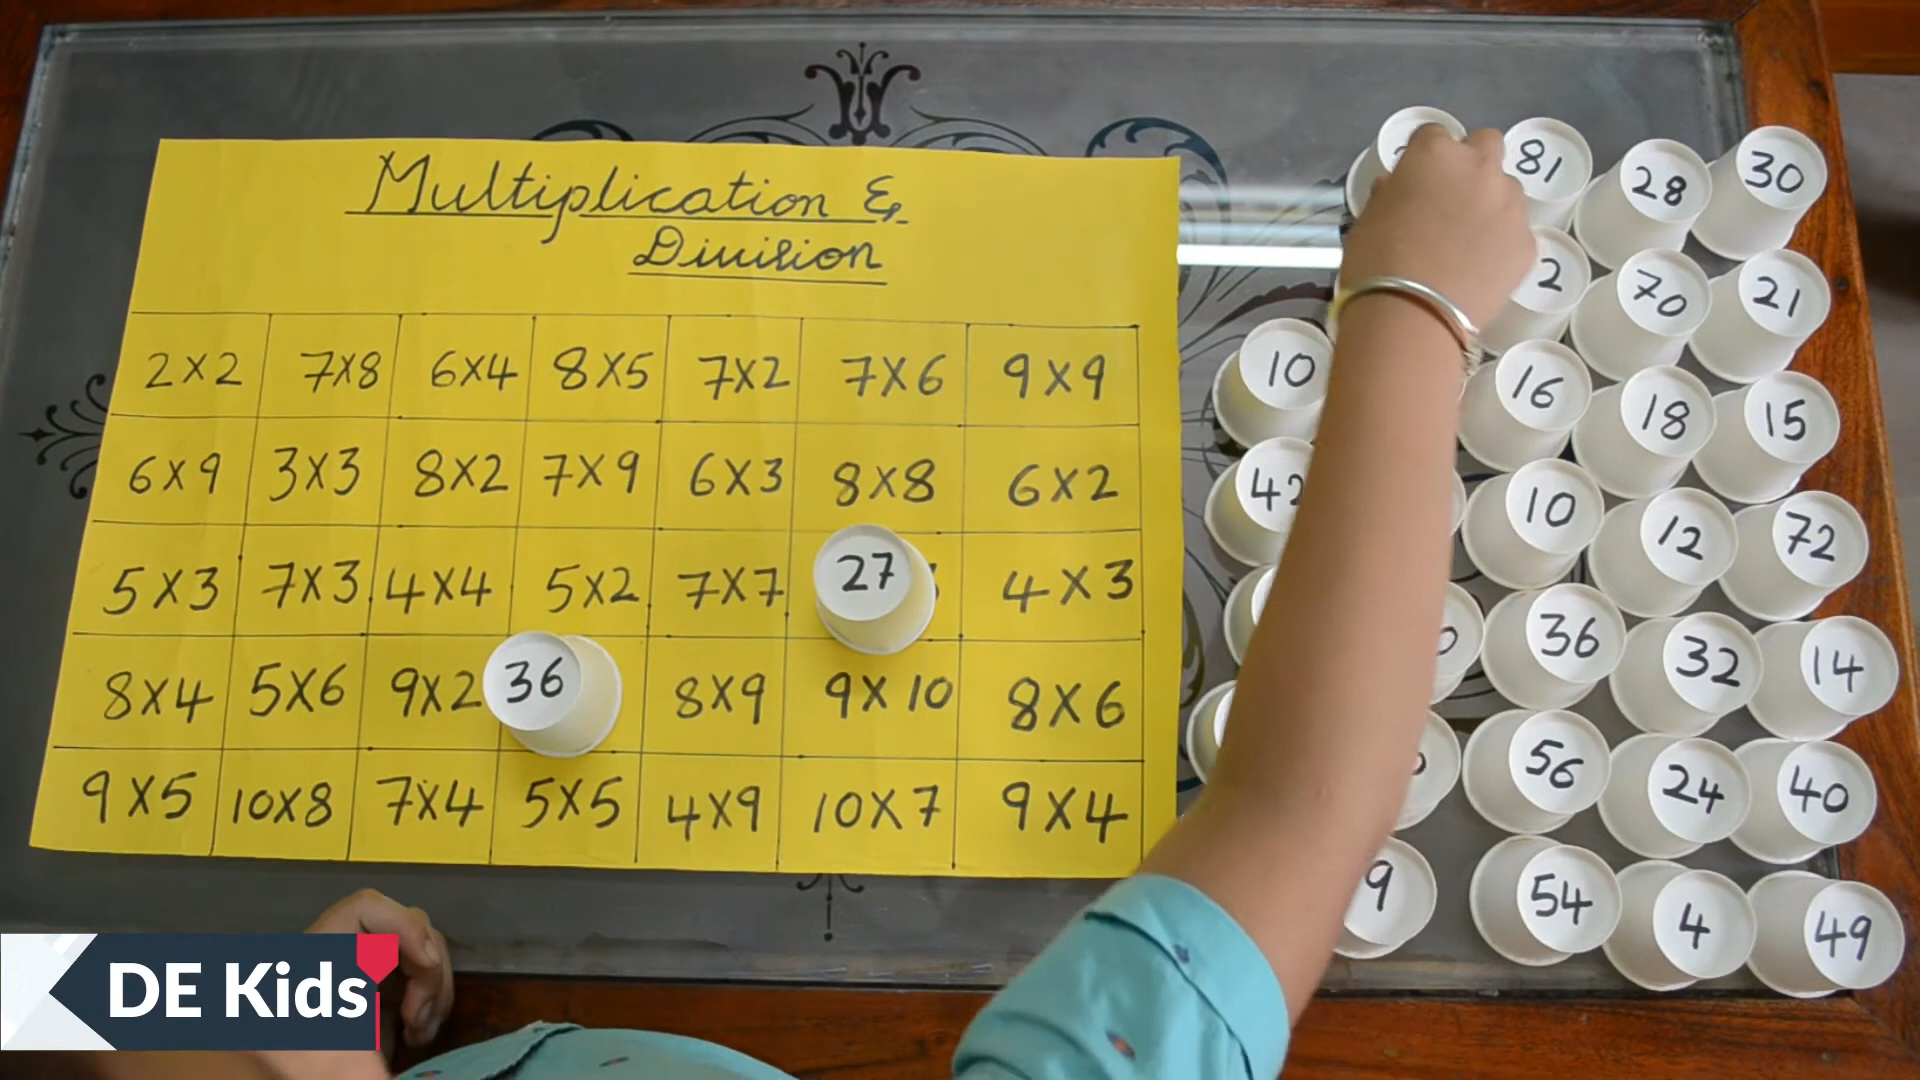 Multiplication &
Division
2X2 7X8 6X4 8X5 7X2 7X6 9X9
6X9 3X3 8X2 7X9 6X3 8X8 6X2
5X3 7X3 4X4 5X2 7X7 27 4X3
8X4 5X6 9X2 36 8X9 9X10 8X6
9X5 10X8 7X4 5X5 4X9 10X7 9X4
81 28 30
2 70 21
10 16 18 15
42 10 12 72
36 32 14
56 24 40
9 54 4 49
DE Kids